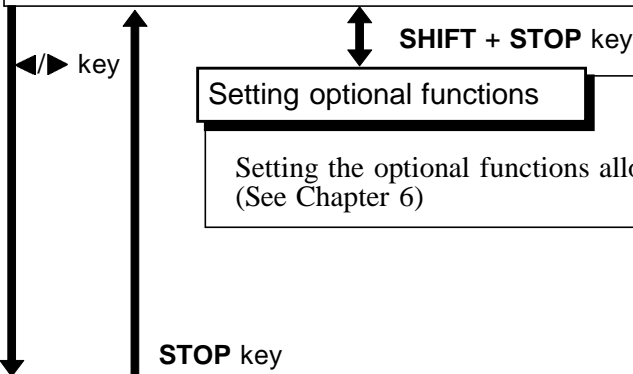 SHIFT + STOP key
◀/▶ key
Setting optional functions
Setting the optional functions
(See Chapter 6)
STOP key